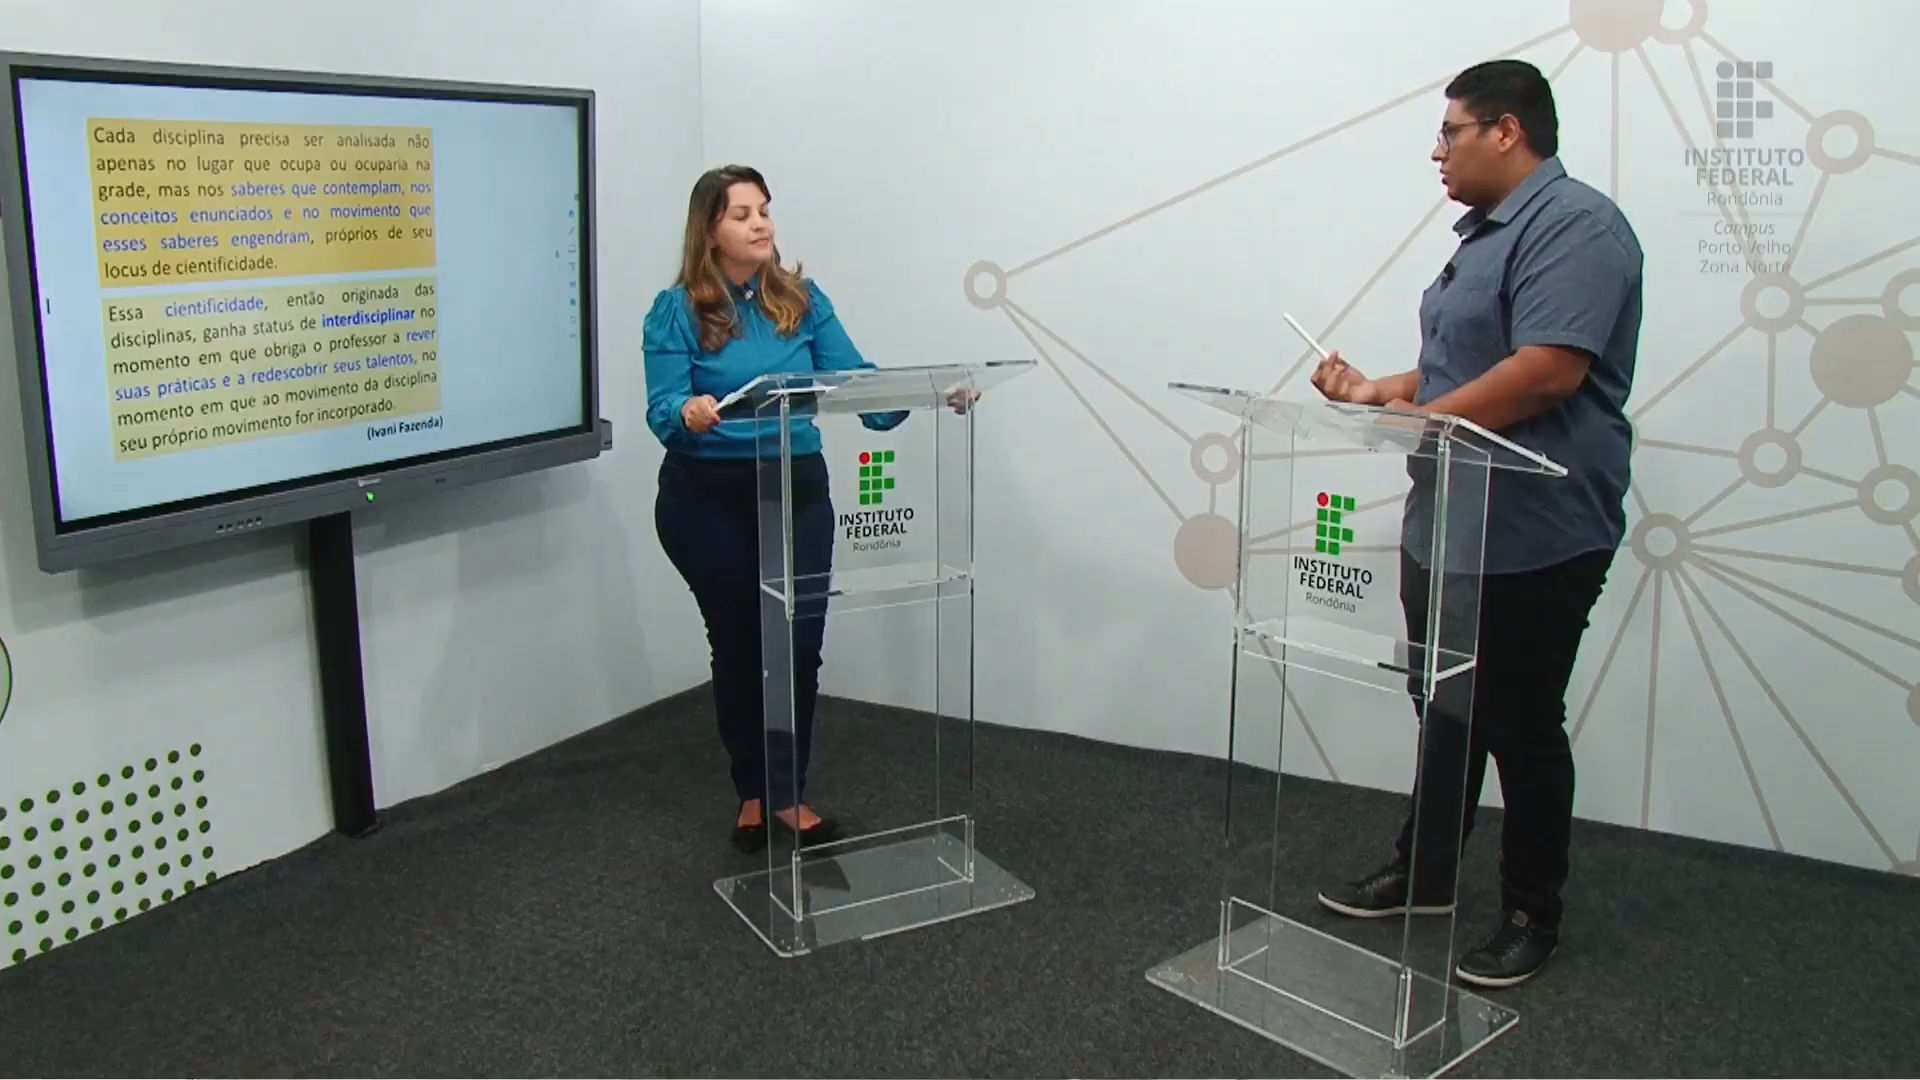 Cada disciplina precisa ser analisada não
apenas no lugar que ocupa ou ocuparia na
grade, mas nos saberes que contemplam, nos
conceitos enunciados e no movimento que
esses saberes engendram, próprios de seu
locus de cientificidade.
Essa cientificidade, então originada das
disciplinas, ganha status de interdisciplinar no
momento em que obriga o professor a rever
suas práticas e a redescobrir seus talentos, no
momento em que ao movimento da disciplina
seu próprio movimento for incorporado.
(Ivani Fazenda)
INSTITUTO
FEDERAL
Rondônia
INSTITUTO
FEDERAL
Rondônia
INSTITUTO
FEDERAL
Rondônia
Campus
Porto Velho
Zona Norte